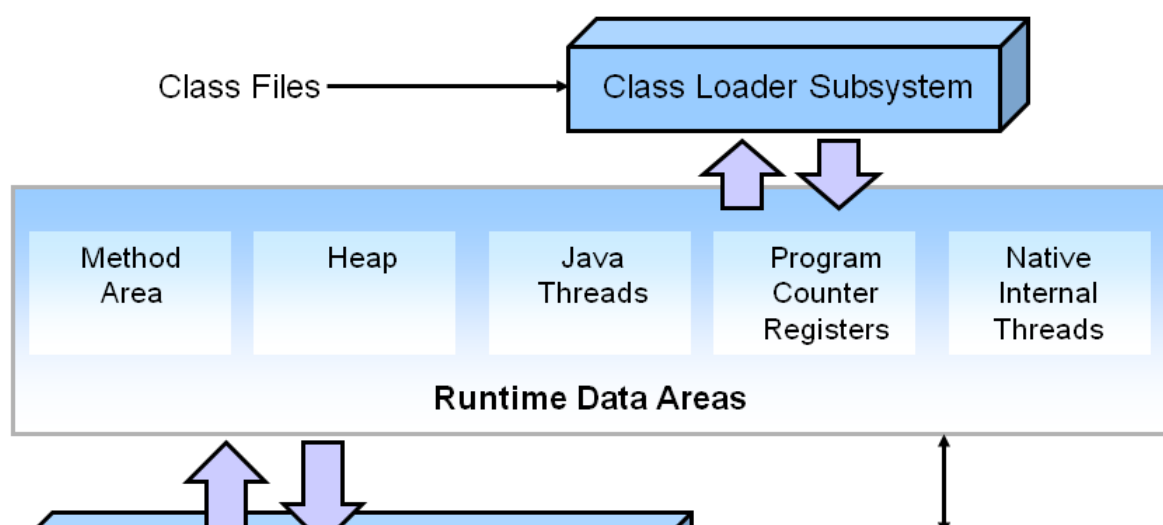 Class Files
Class Loader Subsystem
Method
Area
Heap
Java
Threads
Program
Counter
Registers
Native
Internal
Threads
Runtime Data Areas